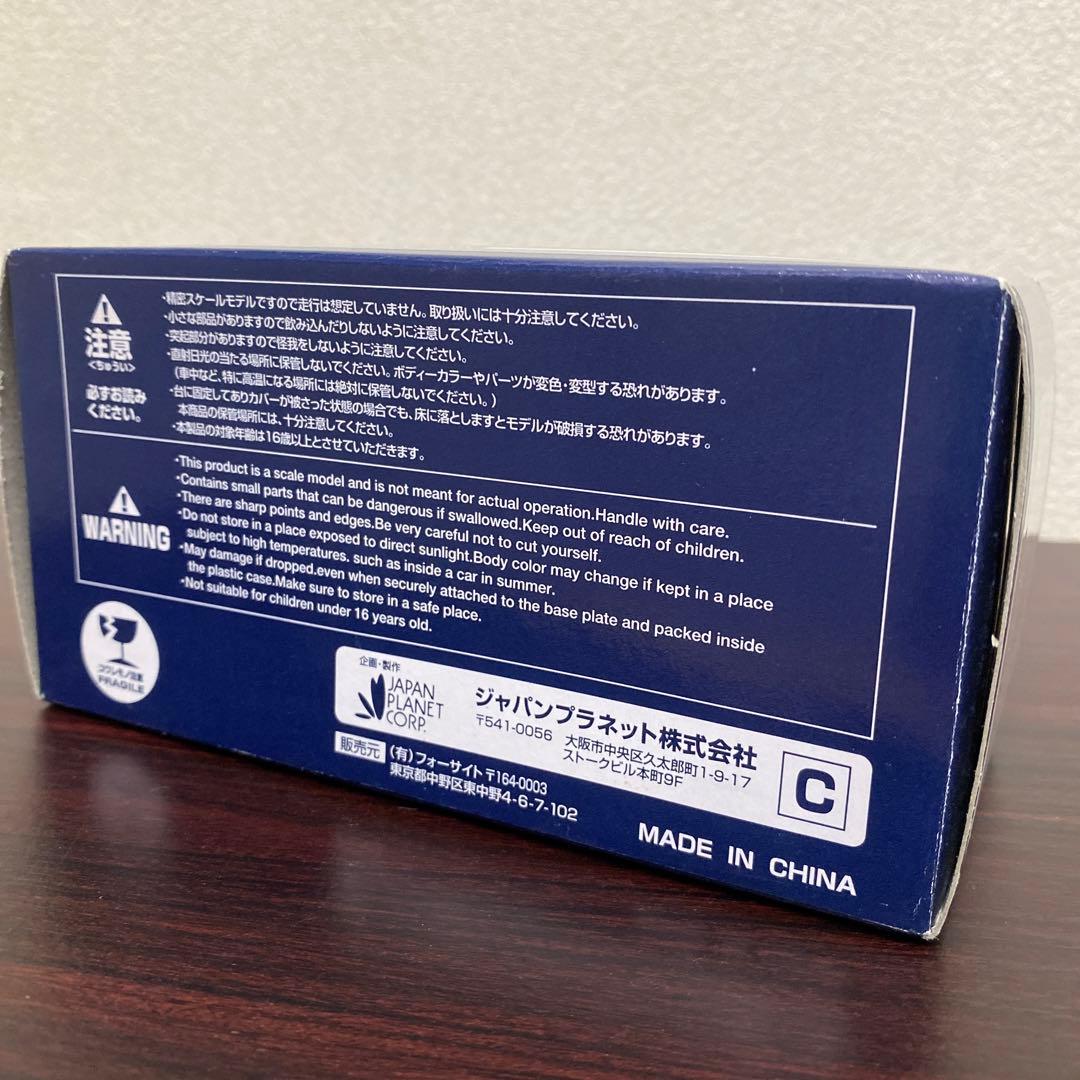 注意
<ちゅうい>
必ずお読み
ください。
・精密スケールモデルですので走行は想定していません。取り扱いには十分注意してください。
・小さな部品がありますので飲み込んだりしないように注意してください。
・突起部分がありますので怪我をしないように注意してください。
・直射日光の当たる場所に保管しないでください。ボディーカラーやパーツが変色・変型する恐れがあります。
(車中など、特に高温になる場所には絶対に保管しないでください。)
・台に固定してありカバーが被さった状態の場合でも、床に落としますとモデルが破損する恐れがあります。
本商品の保管場所には、十分注意してください。
・本製品の対象年齢は16歳以上とさせていただきます。
WARNING
・This product is a scale model and is not meant for actual operation.Handle with care.
・Contains small parts that can be dangerous if swallowed.Keep out of reach of children.
・There are sharp points and edges.Be very careful not to cut yourself.
・Do not store in a place exposed to direct sunlight.Body color may change if kept in a place
subject to high temperatures. such as inside a car in summer.
・May damage if dropped.even when securely attached to the base plate and packed inside
the plastic case.Make sure to store in a safe place.
・Not suitable for children under 16 years old.
コワレモノ注意
FRAGILE
企画・製作
JAPAN
PLANET
CORP.
ジャパンプラネット株式会社
〒541-0056 大阪市中央区久太郎町1-9-17
ストークビル本町9F
C
販売元 (有)フォーサイト 〒164-0003
東京都中野区東中野4-6-7-102
MADE IN CHINA